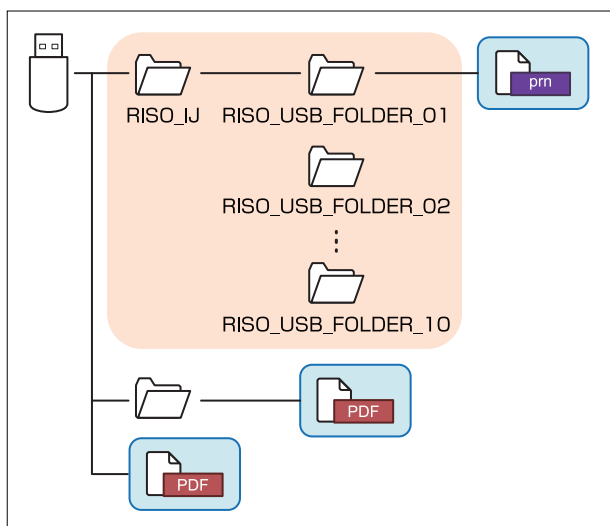 prn
RISO_IJ
RISO_USB_FOLDER_01
RISO_USB_FOLDER_02
RISO_USB_FOLDER_10
PDF
PDF